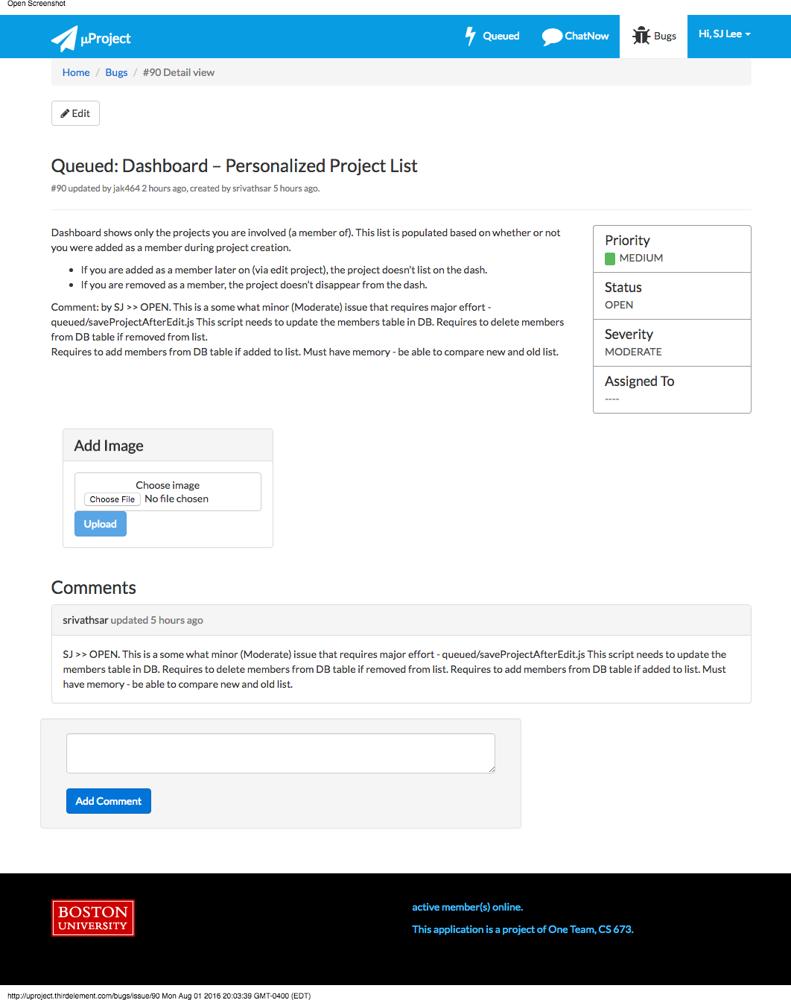 Open Screenshot
µProject
Queued
ChatNow
Bugs
Hi, SJ Lee
Home / Bugs / #90 Detail view
Edit
Queued: Dashboard – Personalized Project List
#90 updated by jak464 2 hours ago, created by srivathsar 5 hours ago.
Dashboard shows only the projects you are involved (a member of). This list is populated based on whether or not
you were added as a member during project creation.
• If you are added as a member later on (via edit project), the project doesn't list on the dash.
• If you are removed as a member, the project doesn't disappear from the dash.
Comment: by SJ >> OPEN. This is a some what minor (Moderate) issue that requires major effort -
queued/saveProjectAfterEdit.js This script needs to update the members table in DB. Requires to delete members
from DB table if removed from list.
Requires to add members from DB table if added to list. Must have memory - be able to compare new and old list.
Priority
MEDIUM
Status
OPEN
Severity
MODERATE
Assigned To
----
Add Image
Choose image
Choose File No file chosen
Upload
Comments
srivathsar updated 5 hours ago
SJ >> OPEN. This is a some what minor (Moderate) issue that requires major effort - queued/saveProjectAfterEdit.js This script needs to update the
members table in DB. Requires to delete members from DB table if removed from list. Requires to add members from DB table if added to list. Must
have memory - be able to compare new and old list.
Add Comment
BOSTON
UNIVERSITY
active member(s) online.
This application is a project of One Team, CS 673.
http://uproject.thirdelement.com/bugs/issue/90 Mon Aug 01 2016 20:03:39 GMT-0400 (EDT)